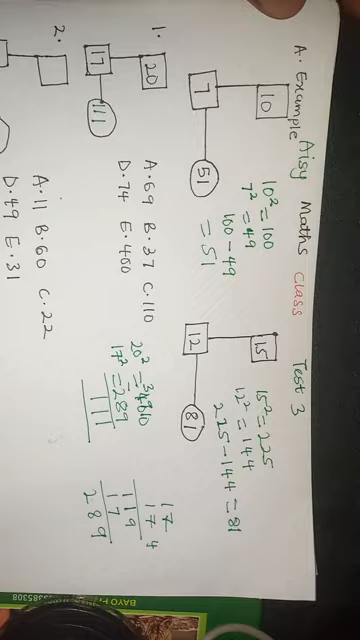 Aisy Maths Class Test 3
A. Example
10
7
51
10² = 100
7² = 49
100 - 49
= 51
15
12
81
15² = 225
12² = 144
225 - 144 = 81
1.
20
17
111
A. 69 B. 37 C. 110
D. 74 E. 400
17² = 289
111
17
17
119
17
289
2.
A. 11 B. 60 C. 22
D. 49 E. 31